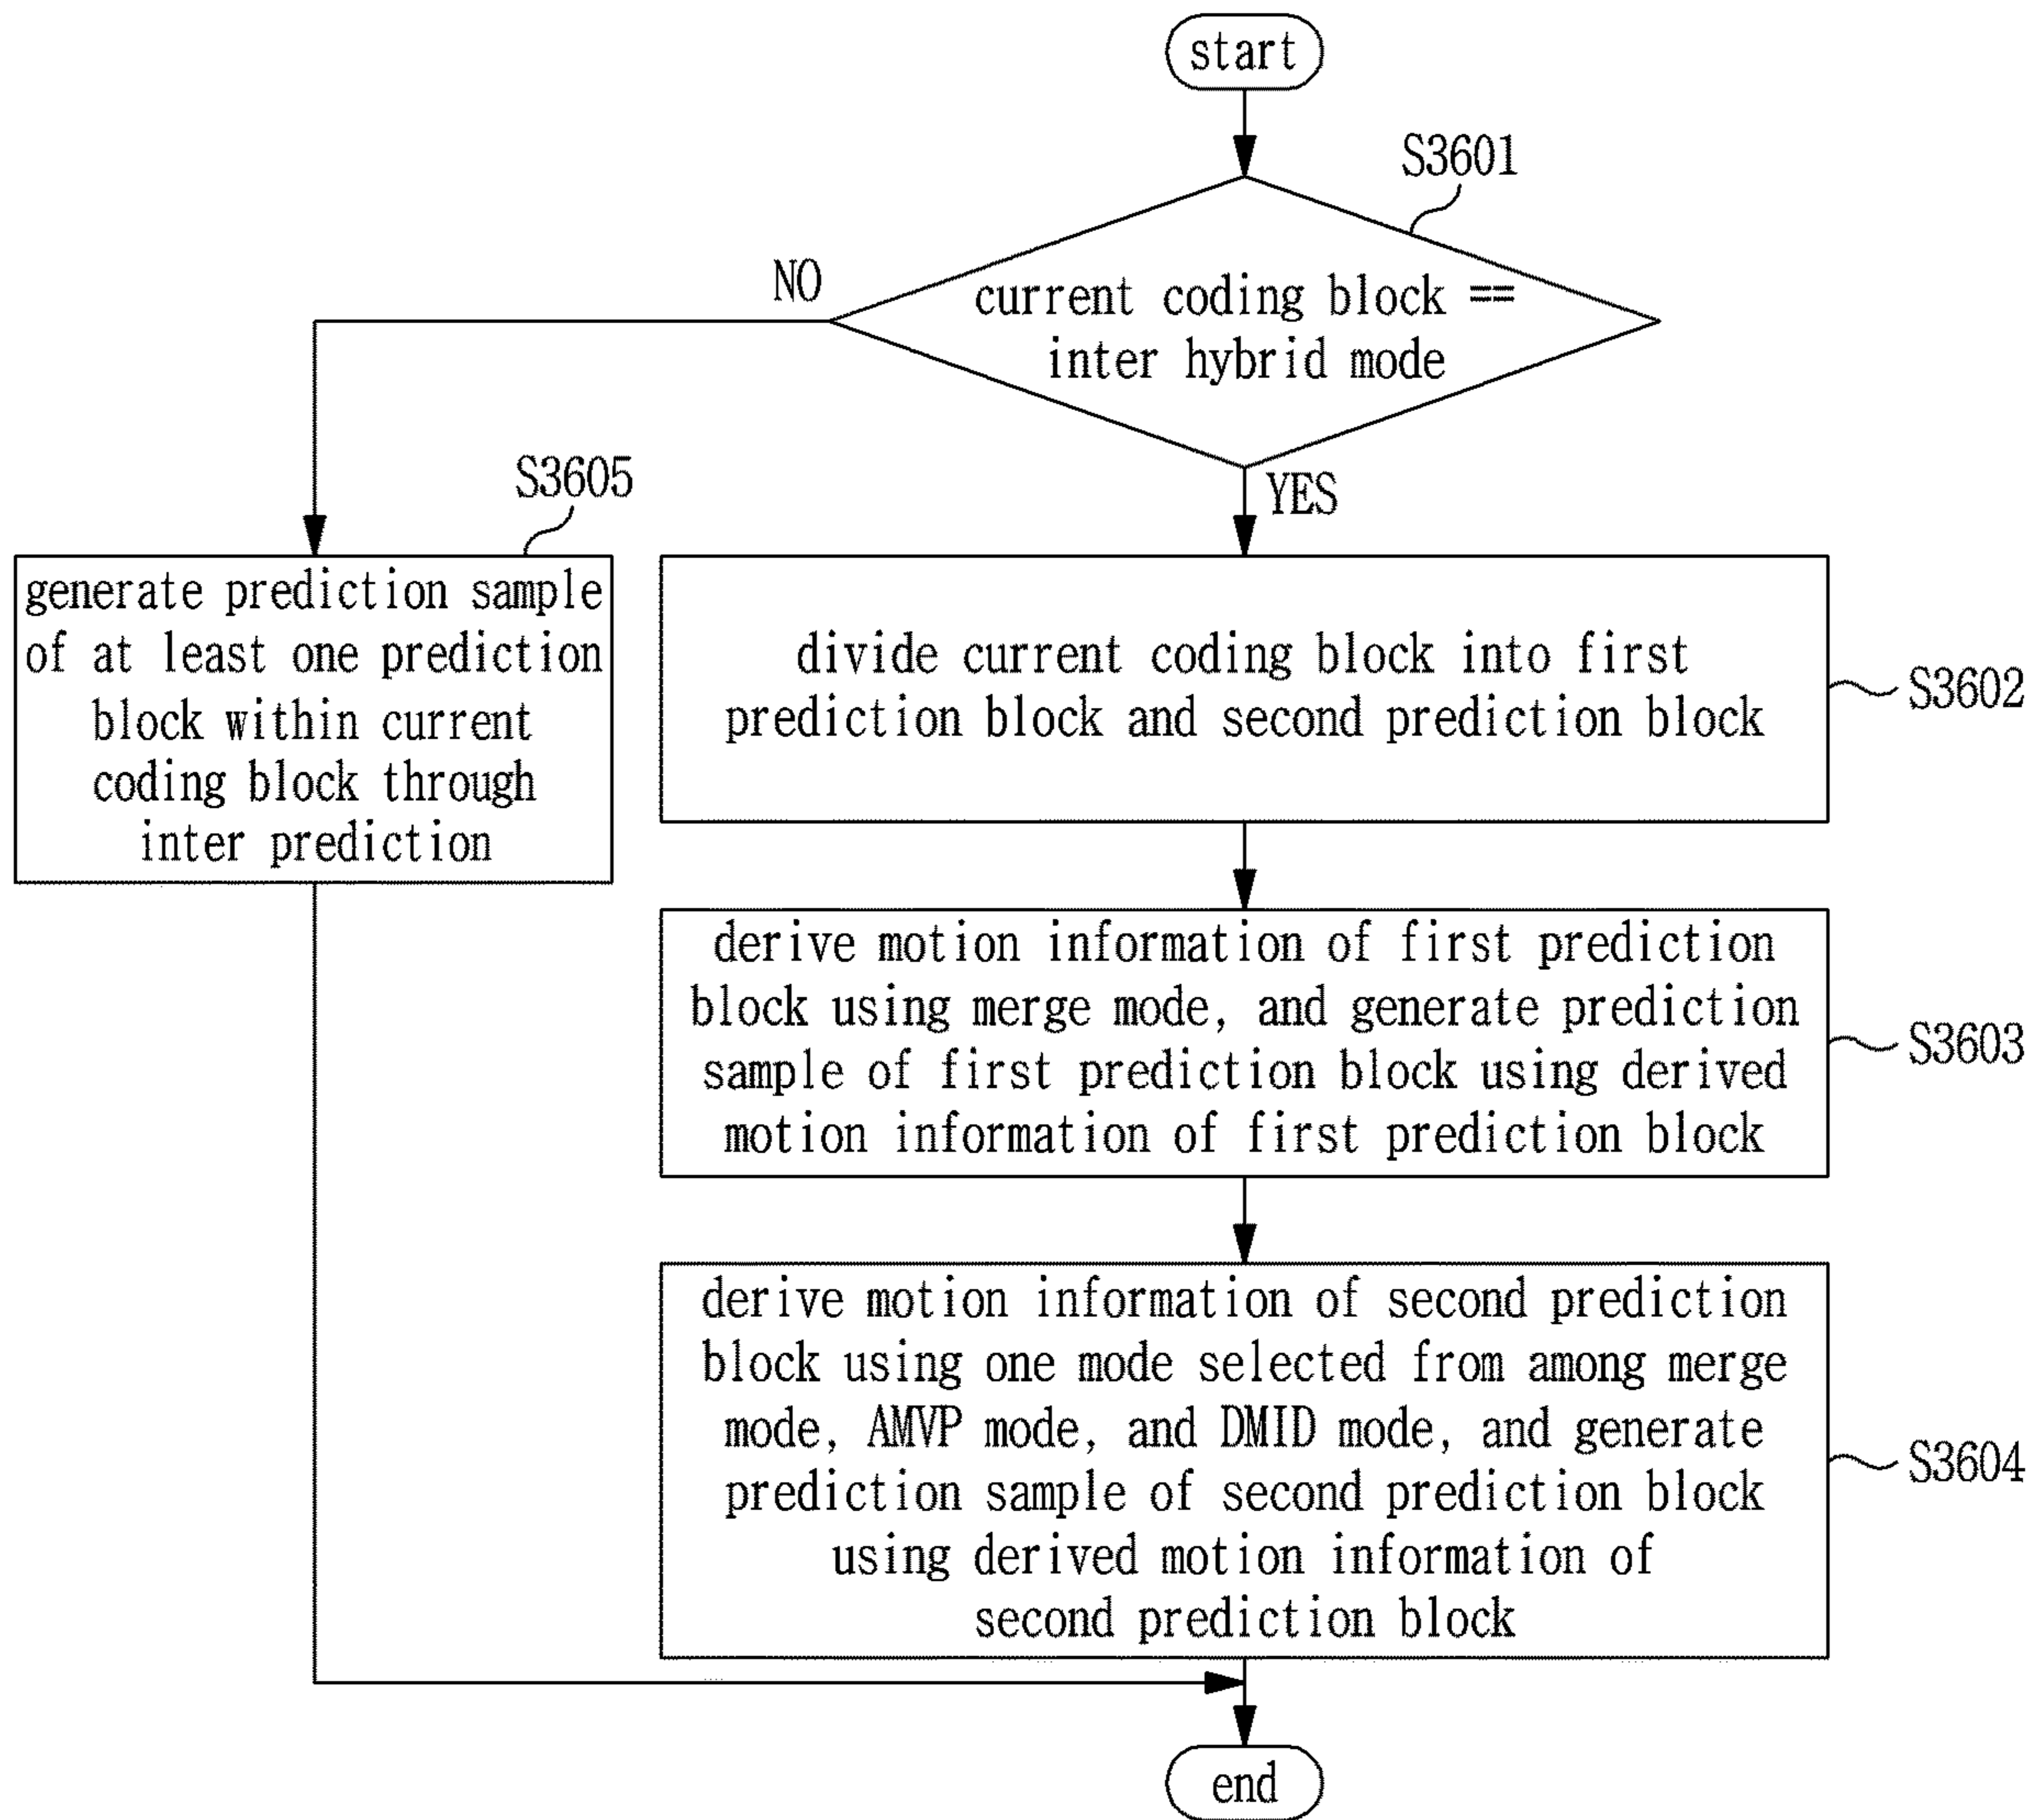 start
S3601
NO
current coding block ==
inter hybrid mode
YES
S3605
generate prediction sample
of at least one prediction
block within current
coding block through
inter prediction
divide current coding block into first
prediction block and second prediction block
S3602
derive motion information of first prediction
block using merge mode, and generate prediction
sample of first prediction block using derived
motion information of first prediction block
S3603
derive motion information of second prediction
block using one mode selected from among merge
mode, AMVP mode, and DMID mode, and generate
prediction sample of second prediction block
using derived motion information of
second prediction block
S3604
end